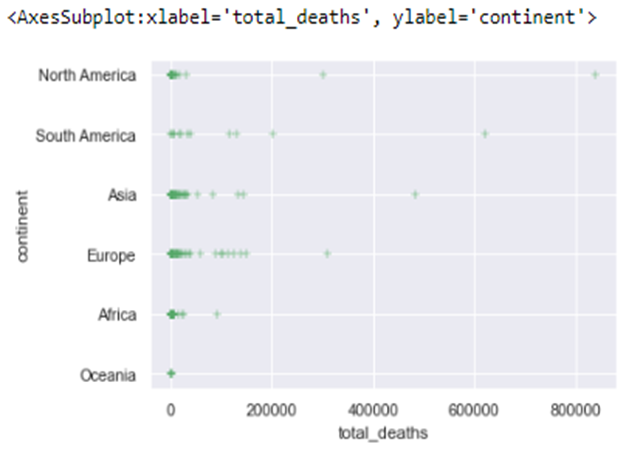 <AxesSubplot:xlabel='total_deaths', ylabel='continent'>
North America
South America
Asia
Europe
Africa
Oceania
continent
0 200000 400000 600000 800000
total_deaths